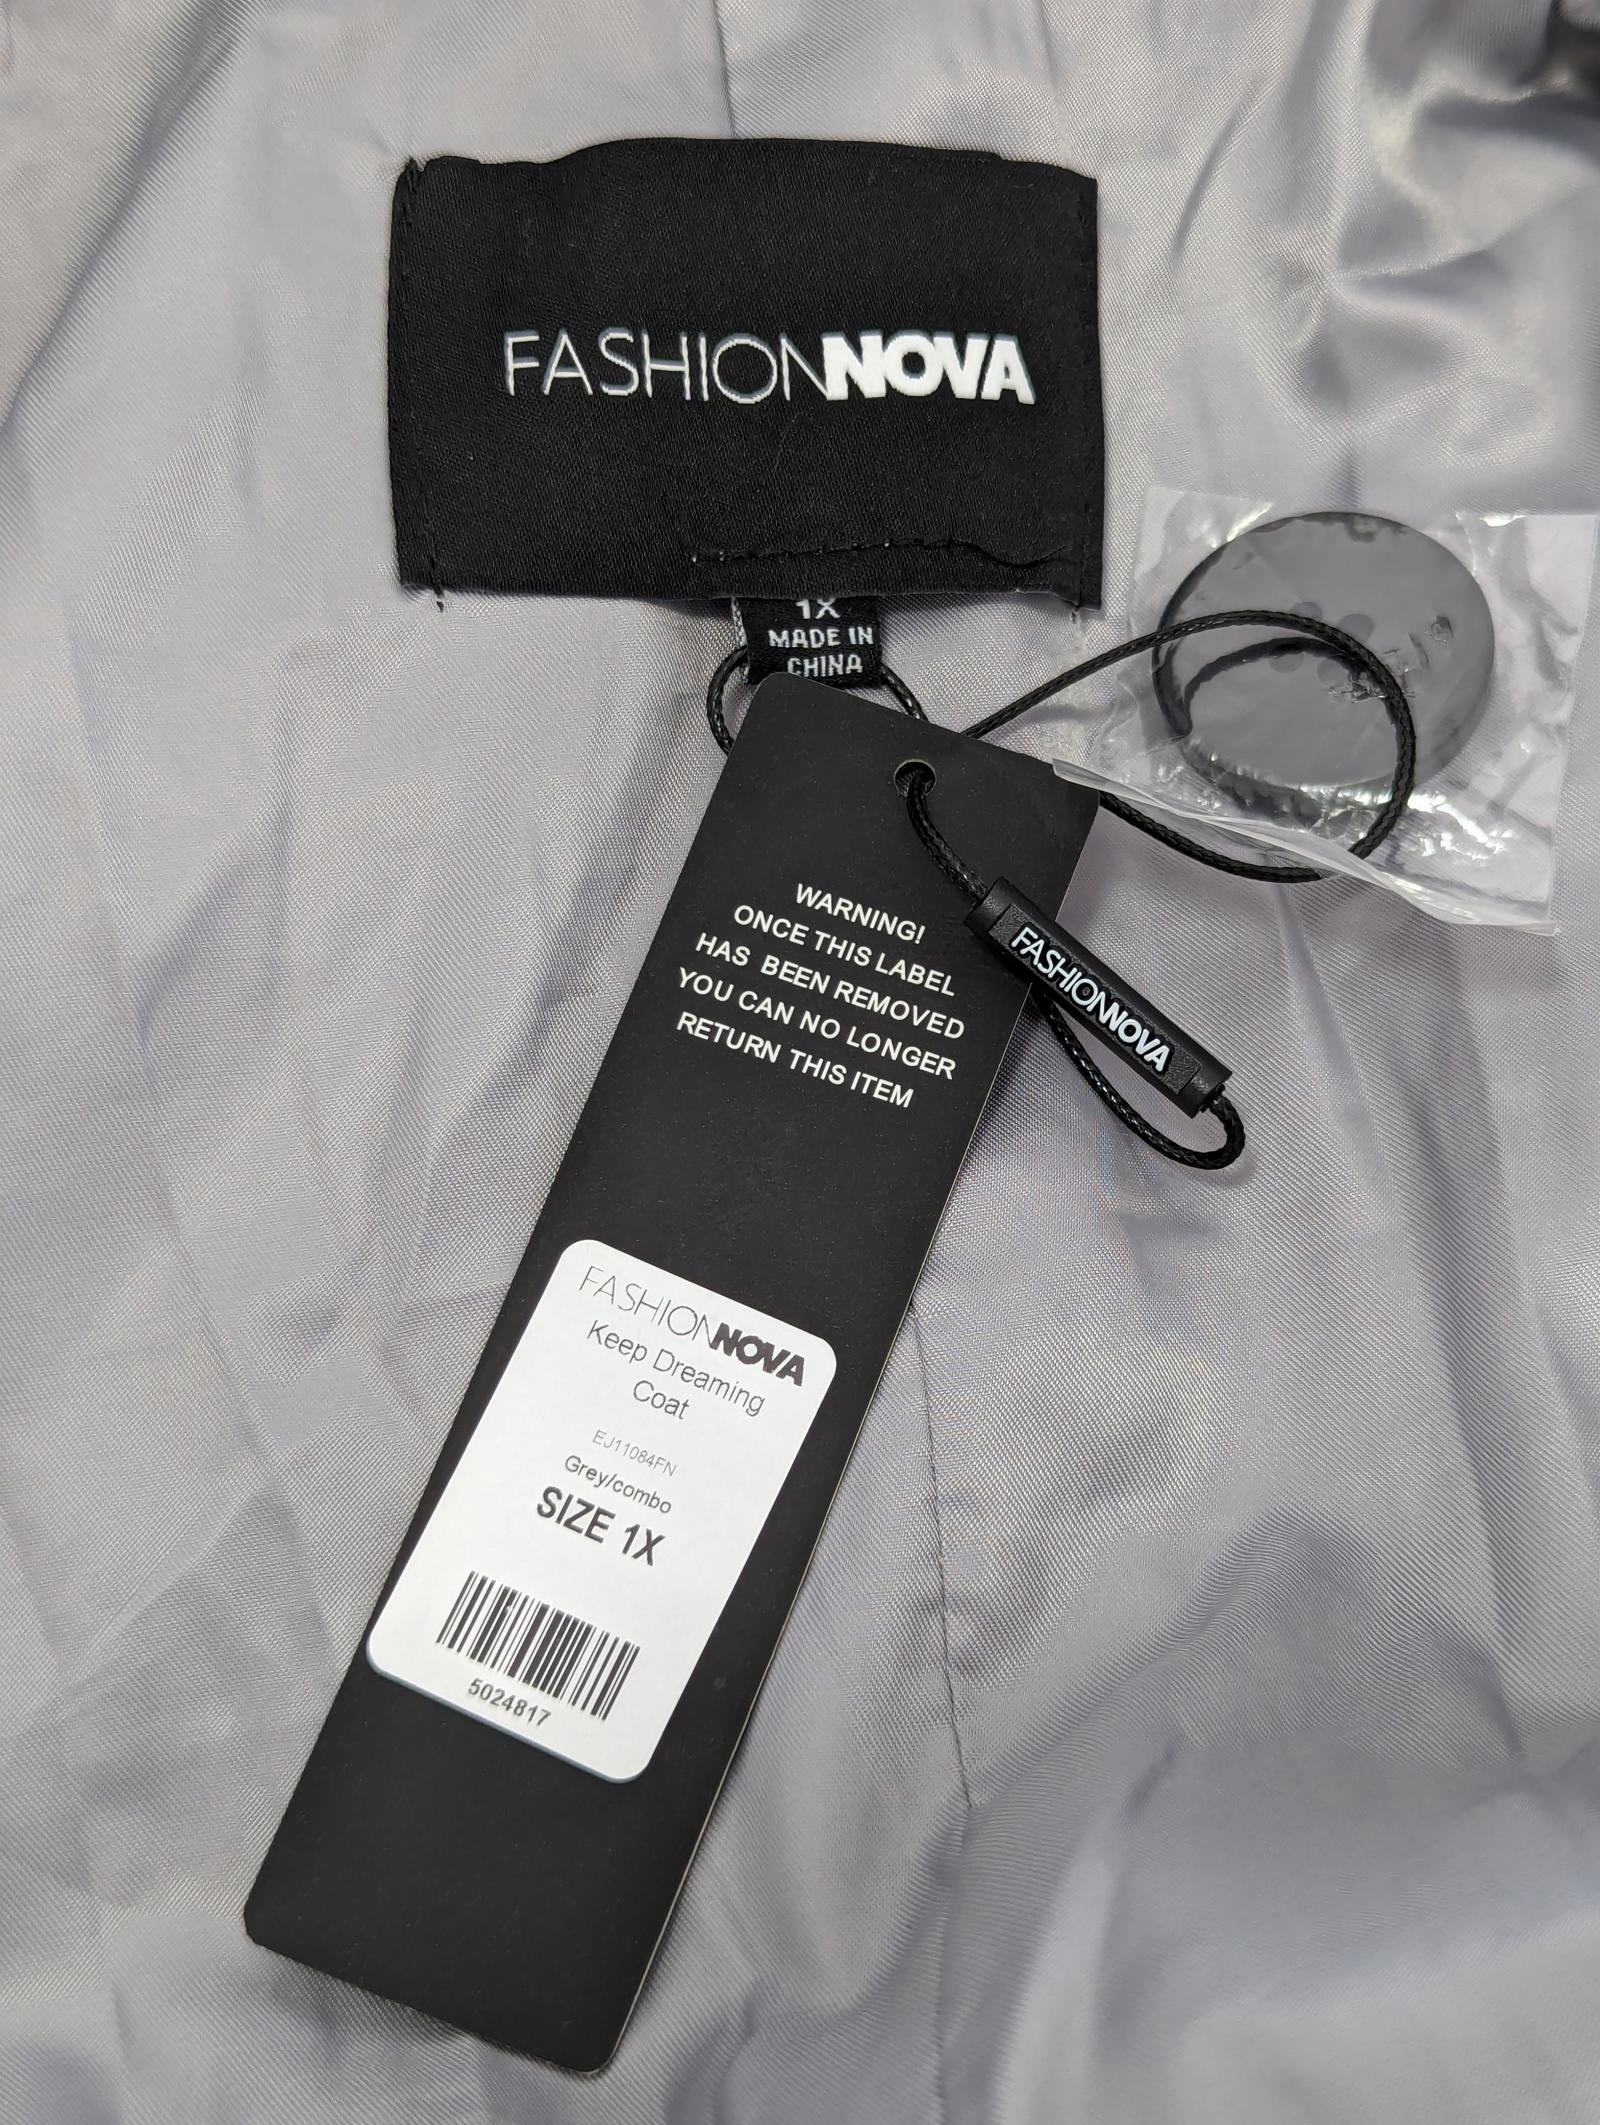 FASHIONNOVA
1X
MADE IN
CHINA
WARNING!
ONCE THIS LABEL
HAS BEEN REMOVED
YOU CAN NO LONGER
RETURN THIS ITEM
FASHIONNOVA
FASHIONNOVA
Keep Dreaming
Coat
EJ11084FN
Grey/combo
SIZE 1X
5024817